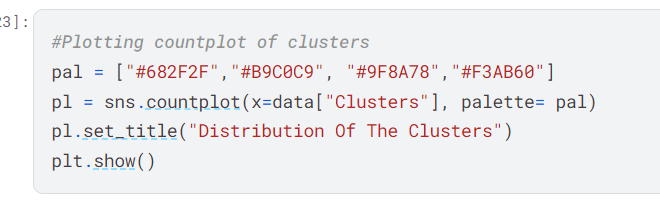 23]:
#Plotting countplot of clusters
pal = ["#682F2F","#B9C0C9", "#9F8A78","#F3AB60"]
pl = sns.countplot(x=data["Clusters"], palette= pal)
pl.set_title("Distribution Of The Clusters")
plt.show()